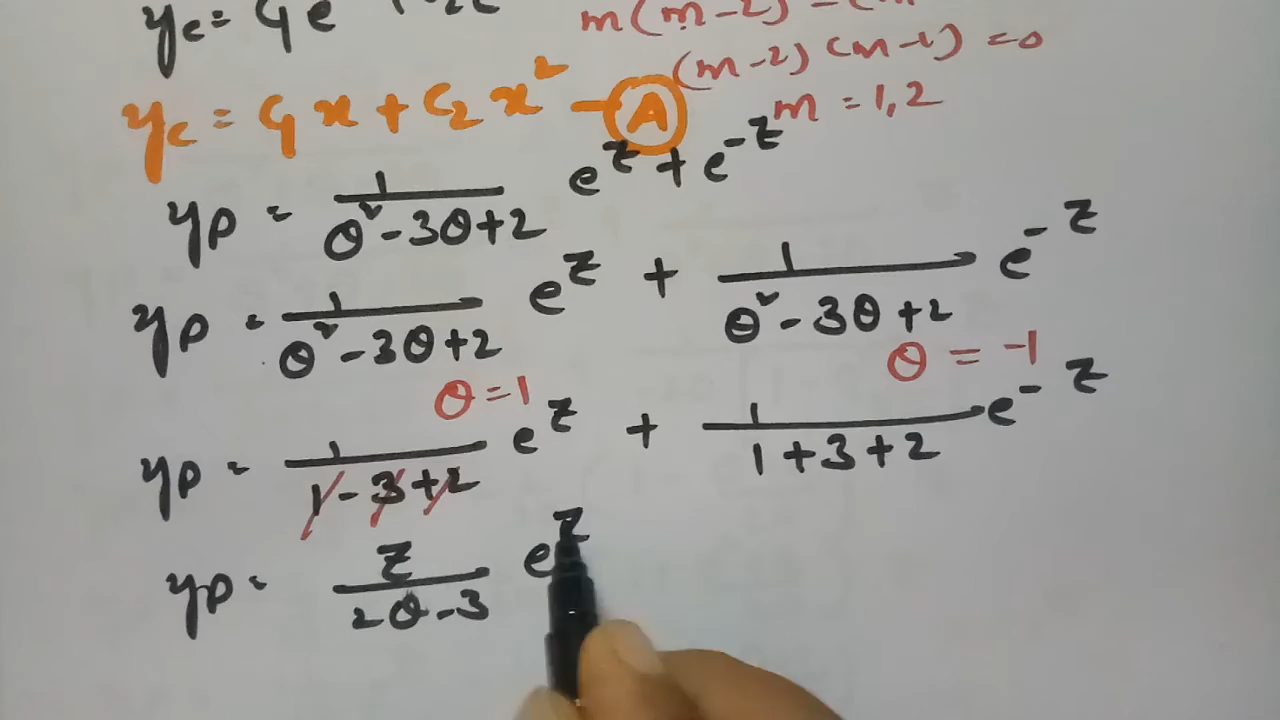 m(m-2)
(m-2)(m-1)=0
m=1,2
yc = C₁x + C₂x² — A
yp = 1/(θ²-3θ+2) e^z + e^-z
yp = 1/(θ²-3θ+2) e^z + 1/(θ²-3θ+2) e^-z
θ=1 θ = -1
yp = 1/(1-3+2) e^z + 1/(1+3+2) e^-z
yp = z/(2θ-3) e^z